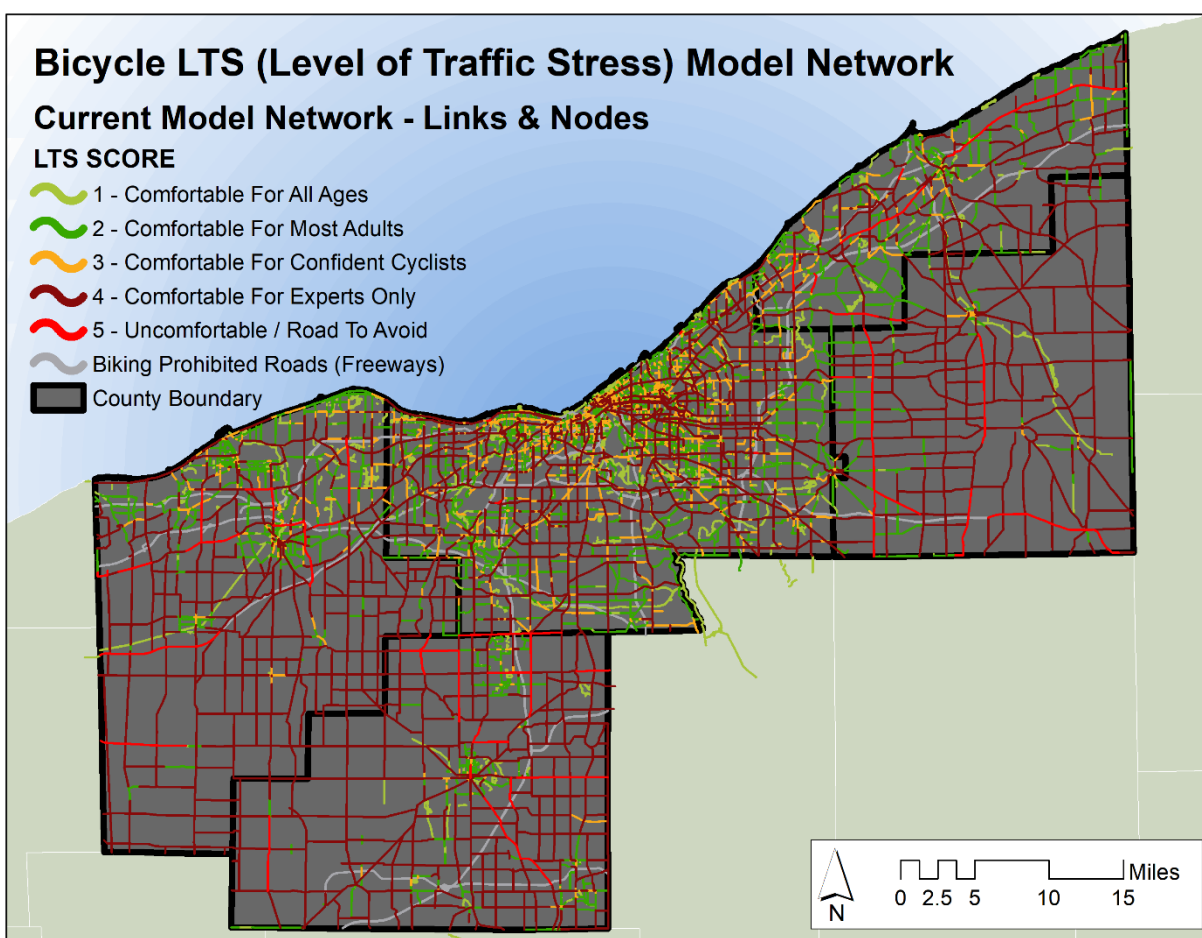 Bicycle LTS (Level of Traffic Stress) Model Network
Current Model Network - Links & Nodes
LTS SCORE
1 - Comfortable For All Ages
2 - Comfortable For Most Adults
3 - Comfortable For Confident Cyclists
4 - Comfortable For Experts Only
5 - Uncomfortable / Road To Avoid
Biking Prohibited Roads (Freeways)
County Boundary
N
Miles
0 2.5 5 10 15